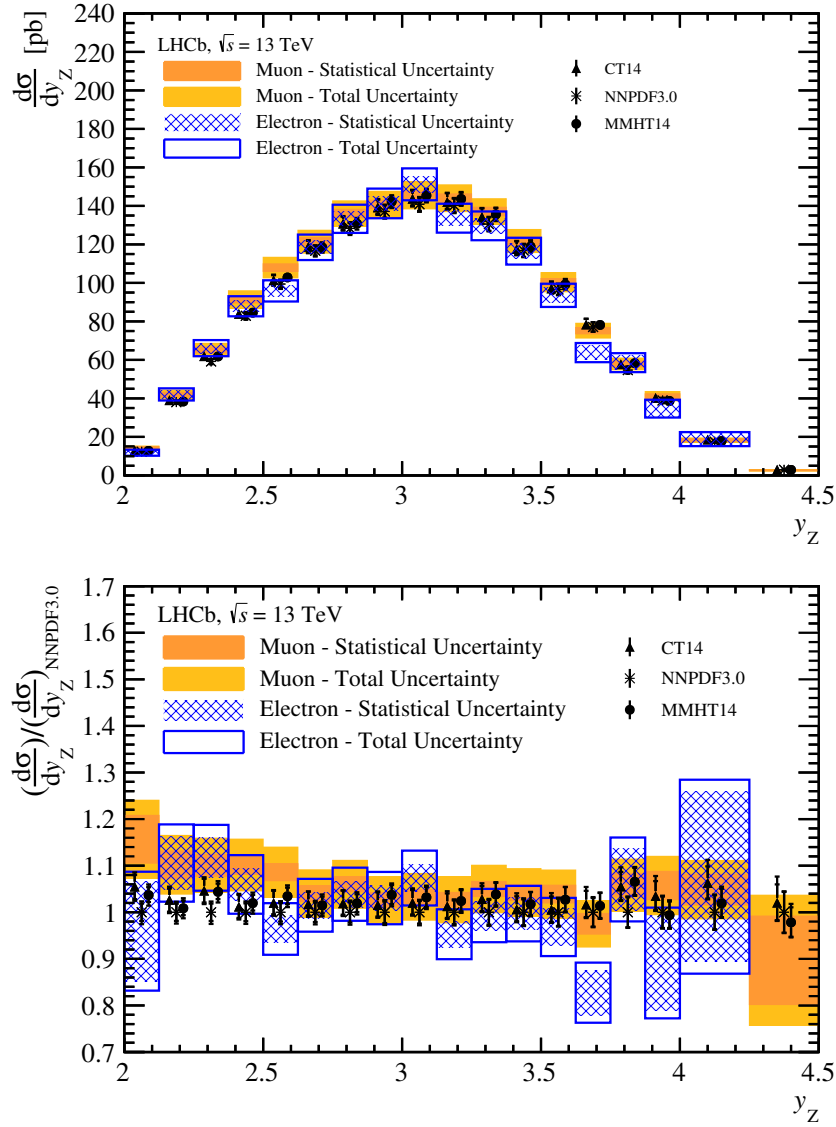 dσ/dy_Z [pb]
LHCb, √s = 13 TeV
Muon - Statistical Uncertainty
Muon - Total Uncertainty
Electron - Statistical Uncertainty
Electron - Total Uncertainty
CT14
NNPDF3.0
MMHT14
240
220
200
180
160
140
120
100
80
60
40
20
0
2 2.5 3 3.5 4 4.5
y_Z
(dσ/dy_Z)/(dσ/dy_Z)_NNPDF3.0
LHCb, √s = 13 TeV
Muon - Statistical Uncertainty
Muon - Total Uncertainty
Electron - Statistical Uncertainty
Electron - Total Uncertainty
CT14
NNPDF3.0
MMHT14
1.7
1.6
1.5
1.4
1.3
1.2
1.1
1.0
0.9
0.8
0.7
2 2.5 3 3.5 4 4.5
y_Z